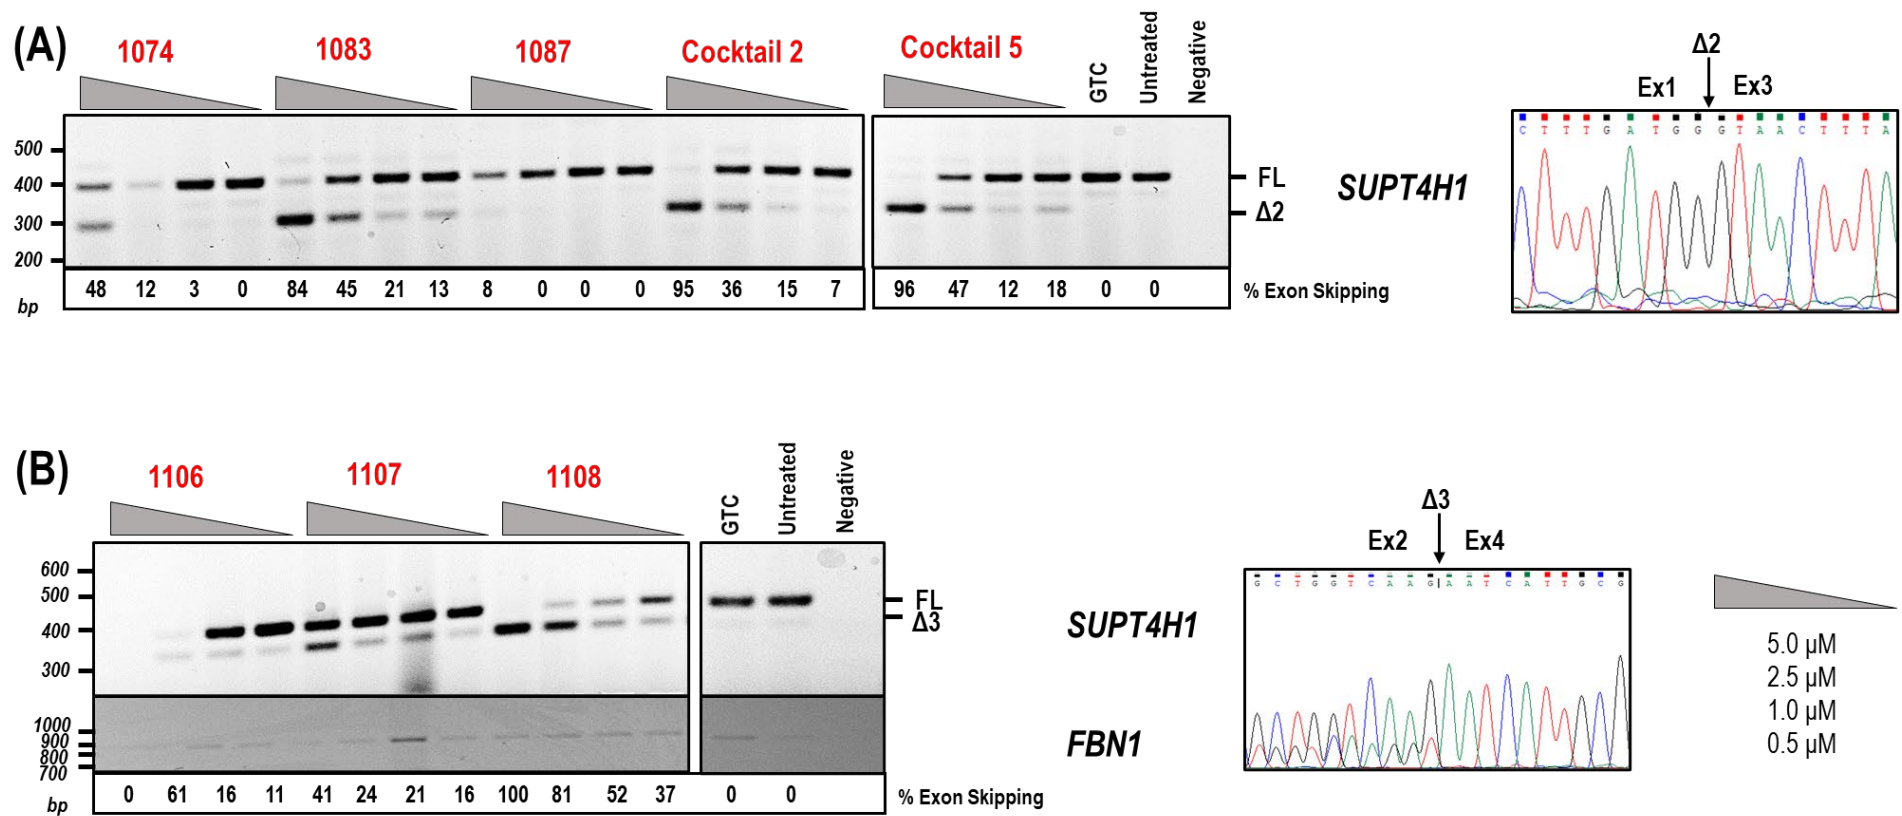 (A)
1074 1083 1087 Cocktail 2 Cocktail 5 GTC Untreated Negative
Δ2
Ex1 Ex3
C T T T G A T G G G T A A C T T T A
500
400
300
200
bp
FL
Δ2
SUPT4H1
48 12 3 0 84 45 21 13 8 0 0 0 95 36 15 7 96 47 12 18 0 0 % Exon Skipping
(B)
1106 1107 1108 GTC Untreated Negative
Δ3
Ex2 Ex4
G C T G G T C A A G A A T C A T T G C G
600
500
400
300
FL
Δ3
SUPT4H1
1000
900
800
700
bp
FBN1
0 61 16 11 41 24 21 16 100 81 52 37 0 0 % Exon Skipping
5.0 µM
2.5 µM
1.0 µM
0.5 µM